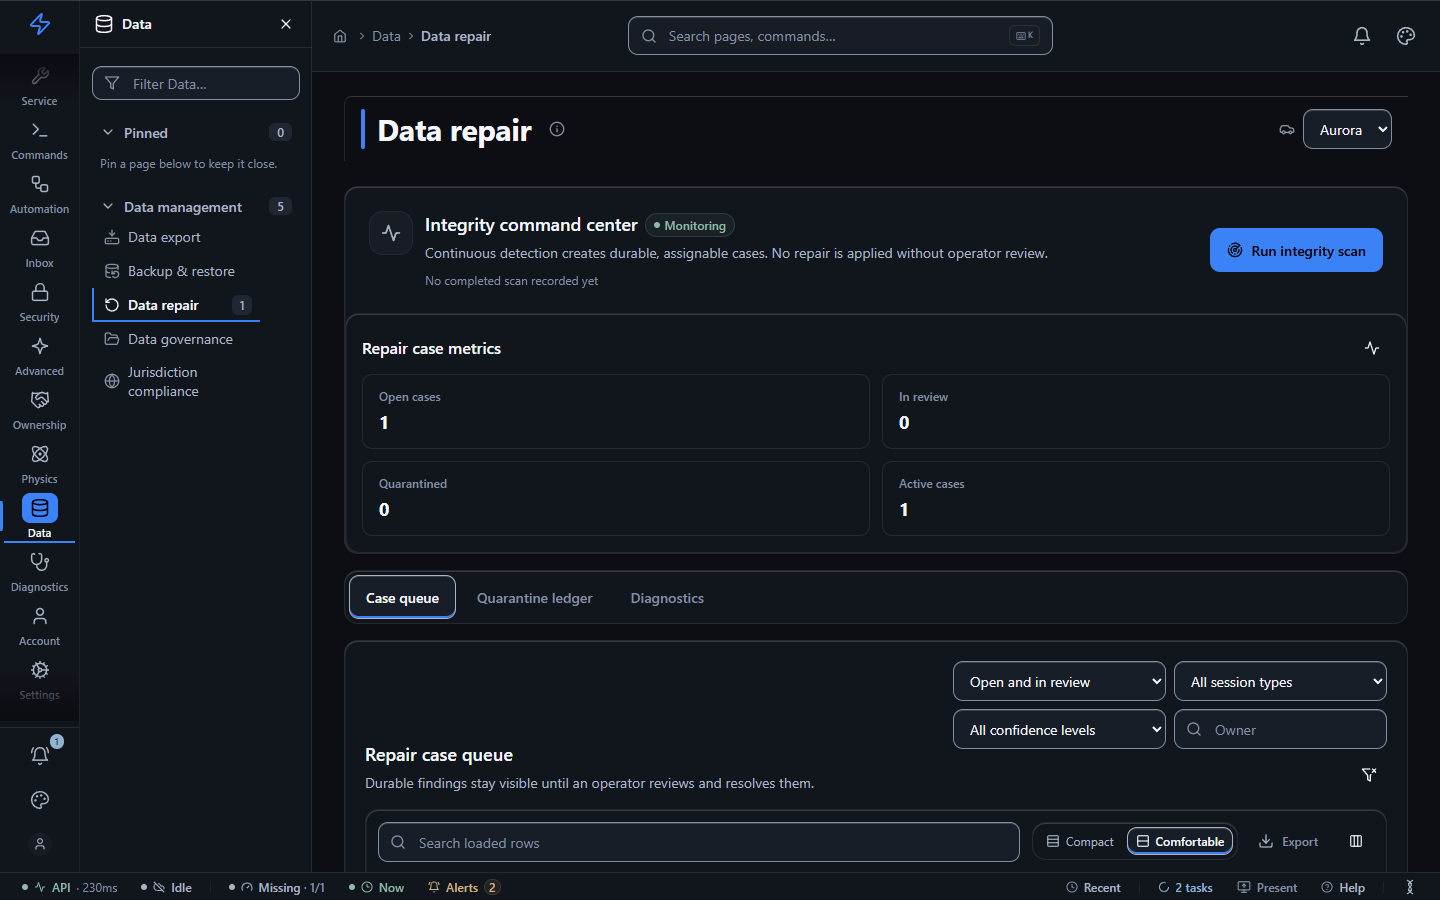 Data
Data
Data repair
Search pages, commands...
K
Service
Commands
Automation
Inbox
Security
Advanced
Ownership
Physics
Data
Diagnostics
Account
Settings
1
Filter Data...
Pinned
0
Pin a page below to keep it close.
Data management
5
Data export
Backup & restore
Data repair
1
Data governance
Jurisdiction
compliance
Data repair
Aurora
Integrity command center
Monitoring
Continuous detection creates durable, assignable cases. No repair is applied without operator review.
No completed scan recorded yet
Run integrity scan
Repair case metrics
Open cases
1
In review
0
Quarantined
0
Active cases
1
Case queue
Quarantine ledger
Diagnostics
Open and in review
All session types
All confidence levels
Owner
Repair case queue
Durable findings stay visible until an operator reviews and resolves them.
Search loaded rows
Compact
Comfortable
Export
API · 230ms
Idle
Missing · 1/1
Now
Alerts 2
Recent
2 tasks
Present
Help